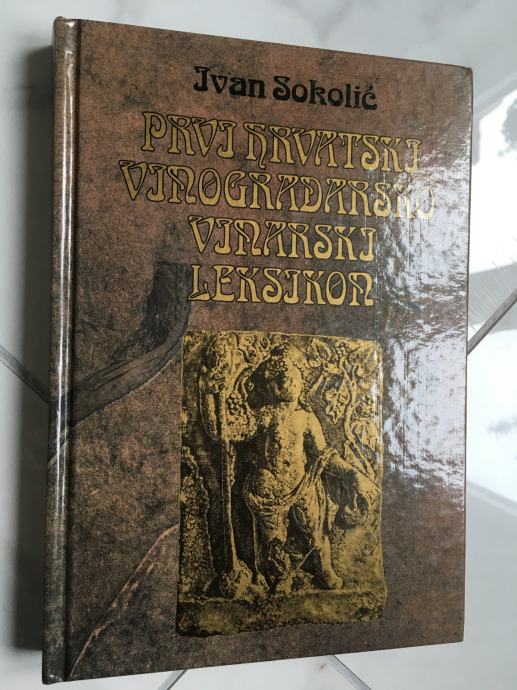 Ivan Sokolić
PRVI HRVATSKI
VINOGRADARSKO
VINARSKI
LEKSIKON